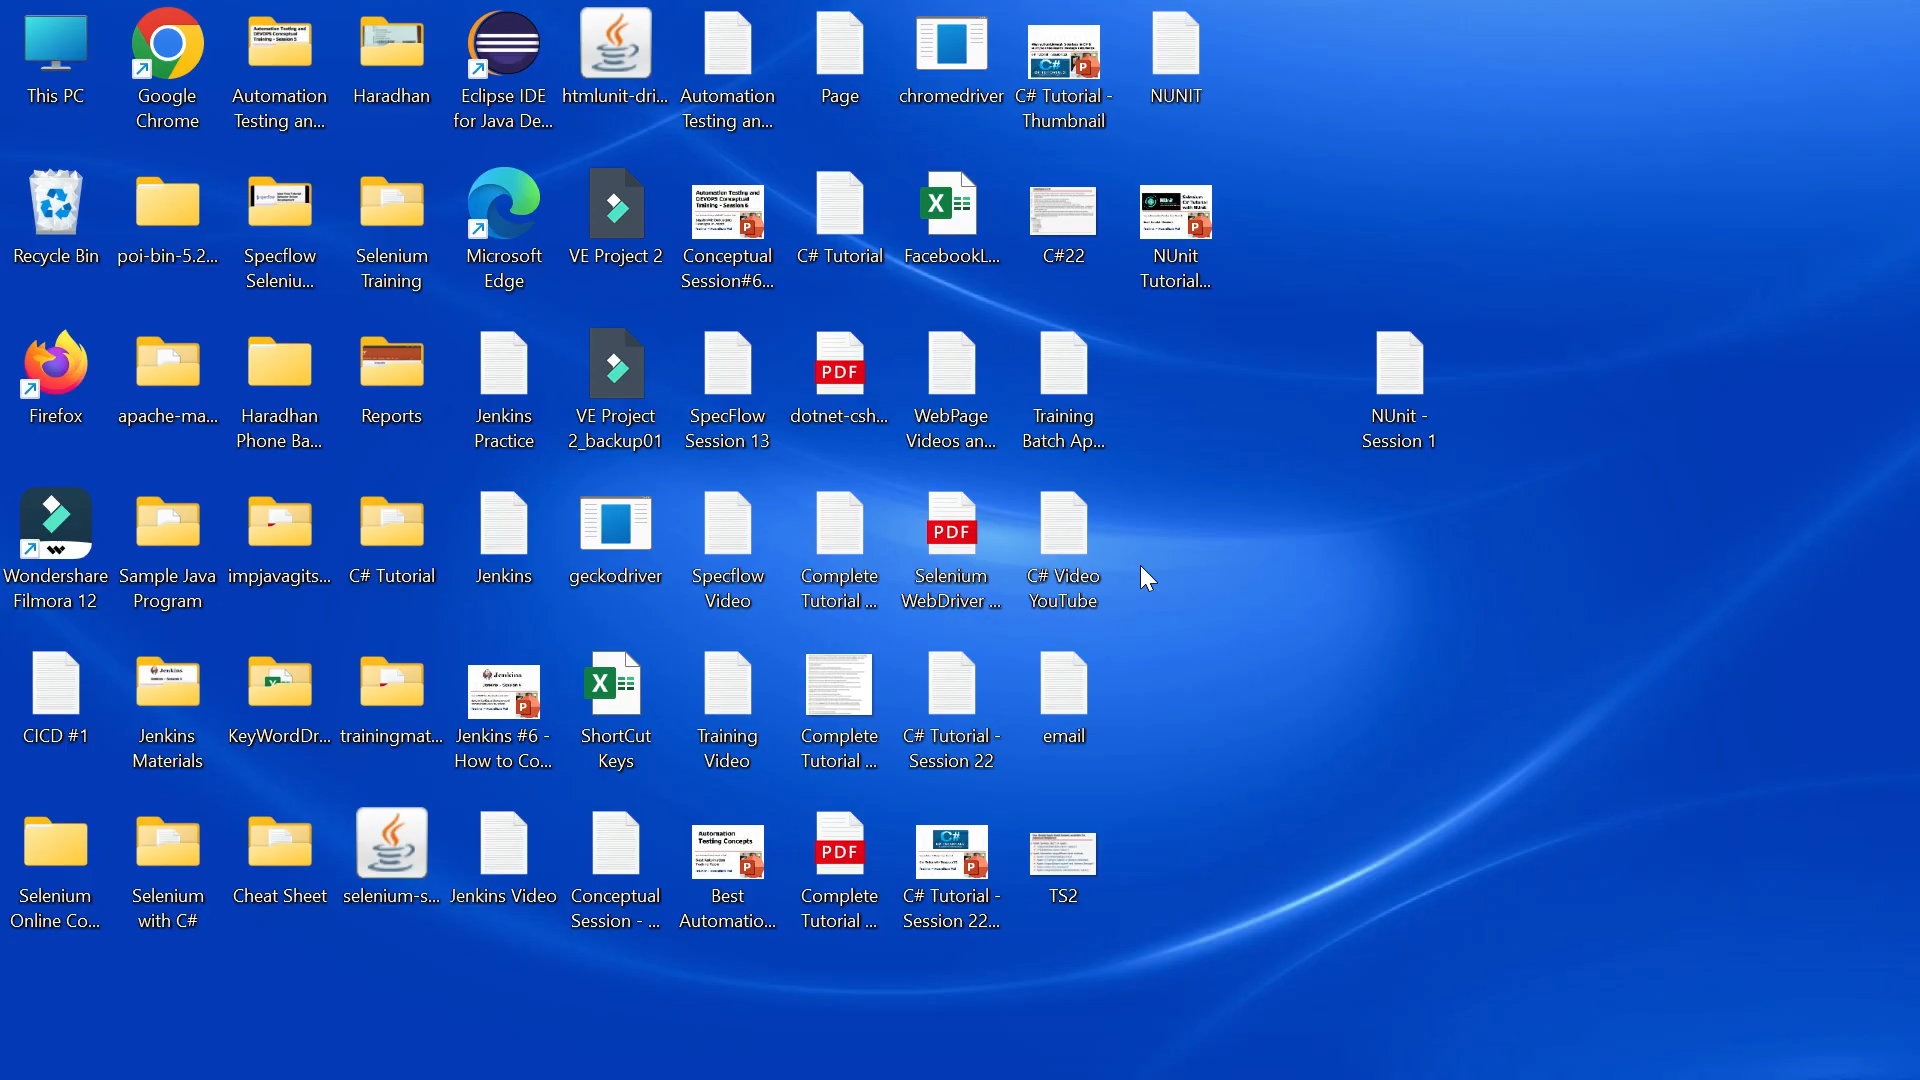 This PC
Google
Chrome
Automation
Testing an...
Haradhan
Eclipse IDE
for Java De...
htmlunit-dri...
Automation
Testing an...
Page
chromedriver
C# Tutorial -
Thumbnail
NUNIT
Recycle Bin
poi-bin-5.2...
Specflow
Seleniu...
Selenium
Training
Microsoft
Edge
VE Project 2
Conceptual
Session#6...
C# Tutorial
FacebookL...
C#22
NUnit
Tutorial...
Firefox
apache-ma...
Haradhan
Phone Ba...
Reports
Jenkins
Practice
VE Project
2_backup01
SpecFlow
Session 13
PDF
dotnet-csh...
WebPage
Videos an...
Training
Batch Ap...
NUnit -
Session 1
Wondershare
Filmora 12
Sample Java
Program
impjavagits...
C# Tutorial
Jenkins
geckodriver
Specflow
Video
Complete
Tutorial ...
PDF
Selenium
WebDriver ...
C# Video
YouTube
CICD #1
Jenkins
Materials
KeyWordDr...
trainingmat...
Jenkins #6 -
How to Co...
ShortCut
Keys
Training
Video
Complete
Tutorial ...
C# Tutorial -
Session 22
email
Selenium
Online Co...
Selenium
with C#
Cheat Sheet
selenium-s...
Jenkins Video
Conceptual
Session - ...
Automation
Testing Concepts
Best
Automatio...
PDF
Complete
Tutorial ...
C# Tutorial -
Session 22...
TS2